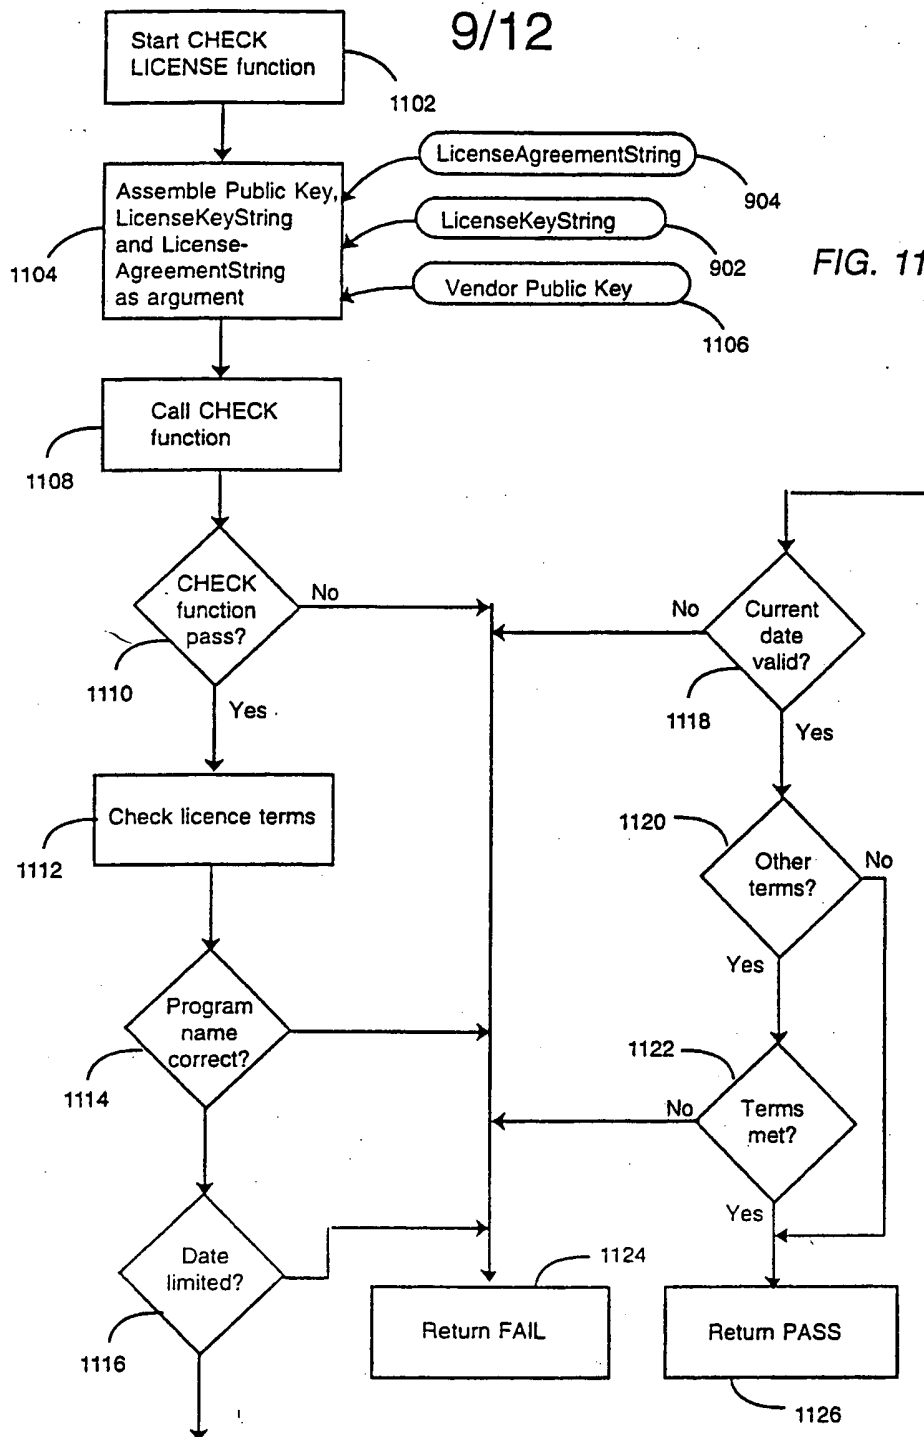 9/12
Start CHECK
LICENSE function
1102
Assemble Public Key,
LicenseKeyString
and License-
AgreementString
as argument
1104
LicenseAgreementString
904
LicenseKeyString
902
Vendor Public Key
1106
FIG. 11
Call CHECK
function
1108
CHECK
function
pass?
No
1110
Yes
Check licence terms
1112
Program
name
correct?
1114
Date
limited?
1116
Current
date
valid?
No
1118
Yes
1120
Other
terms?
No
Yes
1122
Terms
met?
No
Yes
1124
Return FAIL
Return PASS
1126